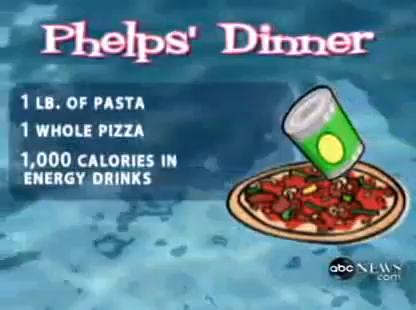 Phelps' Dinner
1 LB. OF PASTA
1 WHOLE PIZZA
1,000 CALORIES IN
ENERGY DRINKS
abc NEWS
.com